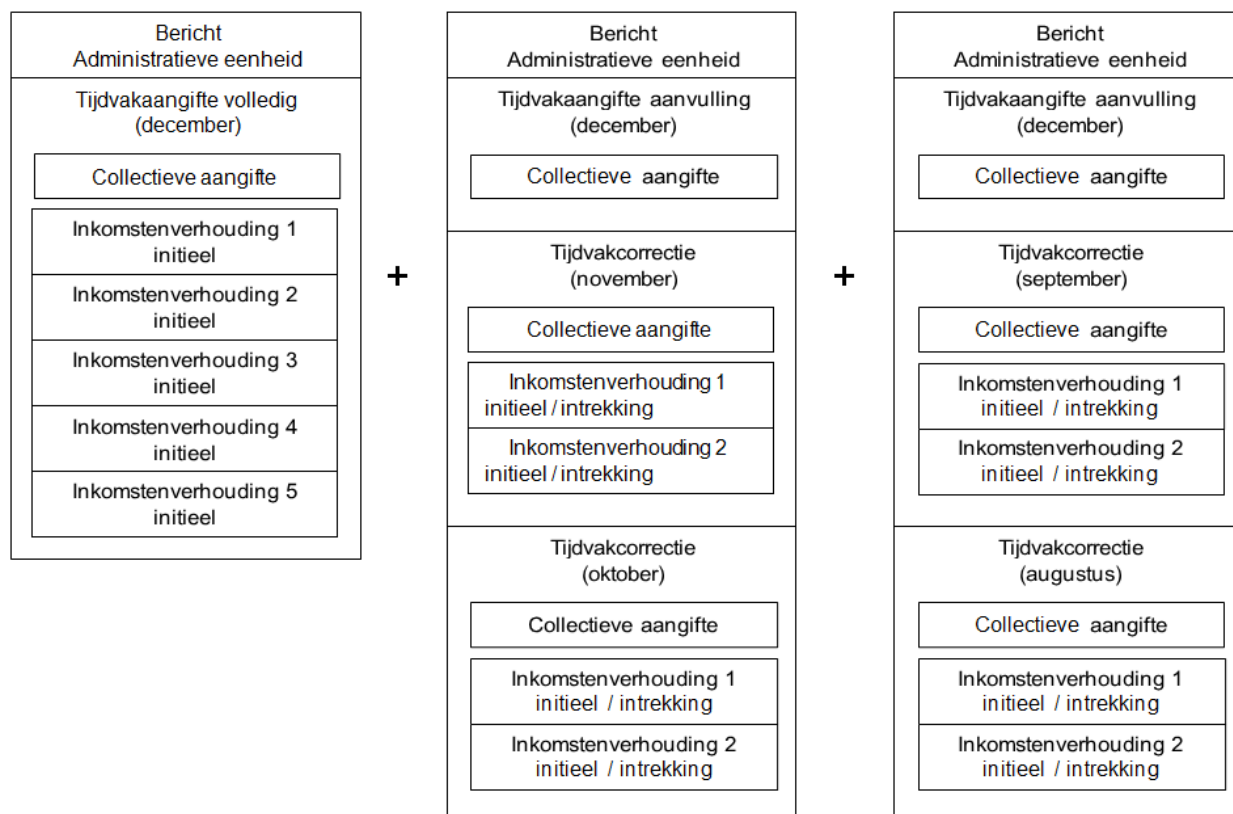 Bericht
Administratieve eenheid
Tijdvakaangifte volledig
(december)
Collectieve aangifte
Inkomstenverhouding 1
initieel
Inkomstenverhouding 2
initieel
Inkomstenverhouding 3
initieel
Inkomstenverhouding 4
initieel
Inkomstenverhouding 5
initieel
+
Bericht
Administratieve eenheid
Tijdvakaangifte aanvulling
(december)
Collectieve aangifte
Tijdvakcorrectie
(november)
Collectieve aangifte
Inkomstenverhouding 1
initieel / intrekking
Inkomstenverhouding 2
initieel / intrekking
Tijdvakcorrectie
(oktober)
Collectieve aangifte
Inkomstenverhouding 1
initieel / intrekking
Inkomstenverhouding 2
initieel / intrekking
+
Bericht
Administratieve eenheid
Tijdvakaangifte aanvulling
(december)
Collectieve aangifte
Tijdvakcorrectie
(september)
Collectieve aangifte
Inkomstenverhouding 1
initieel / intrekking
Inkomstenverhouding 2
initieel / intrekking
Tijdvakcorrectie
(augustus)
Collectieve aangifte
Inkomstenverhouding 1
initieel / intrekking
Inkomstenverhouding 2
initieel / intrekking